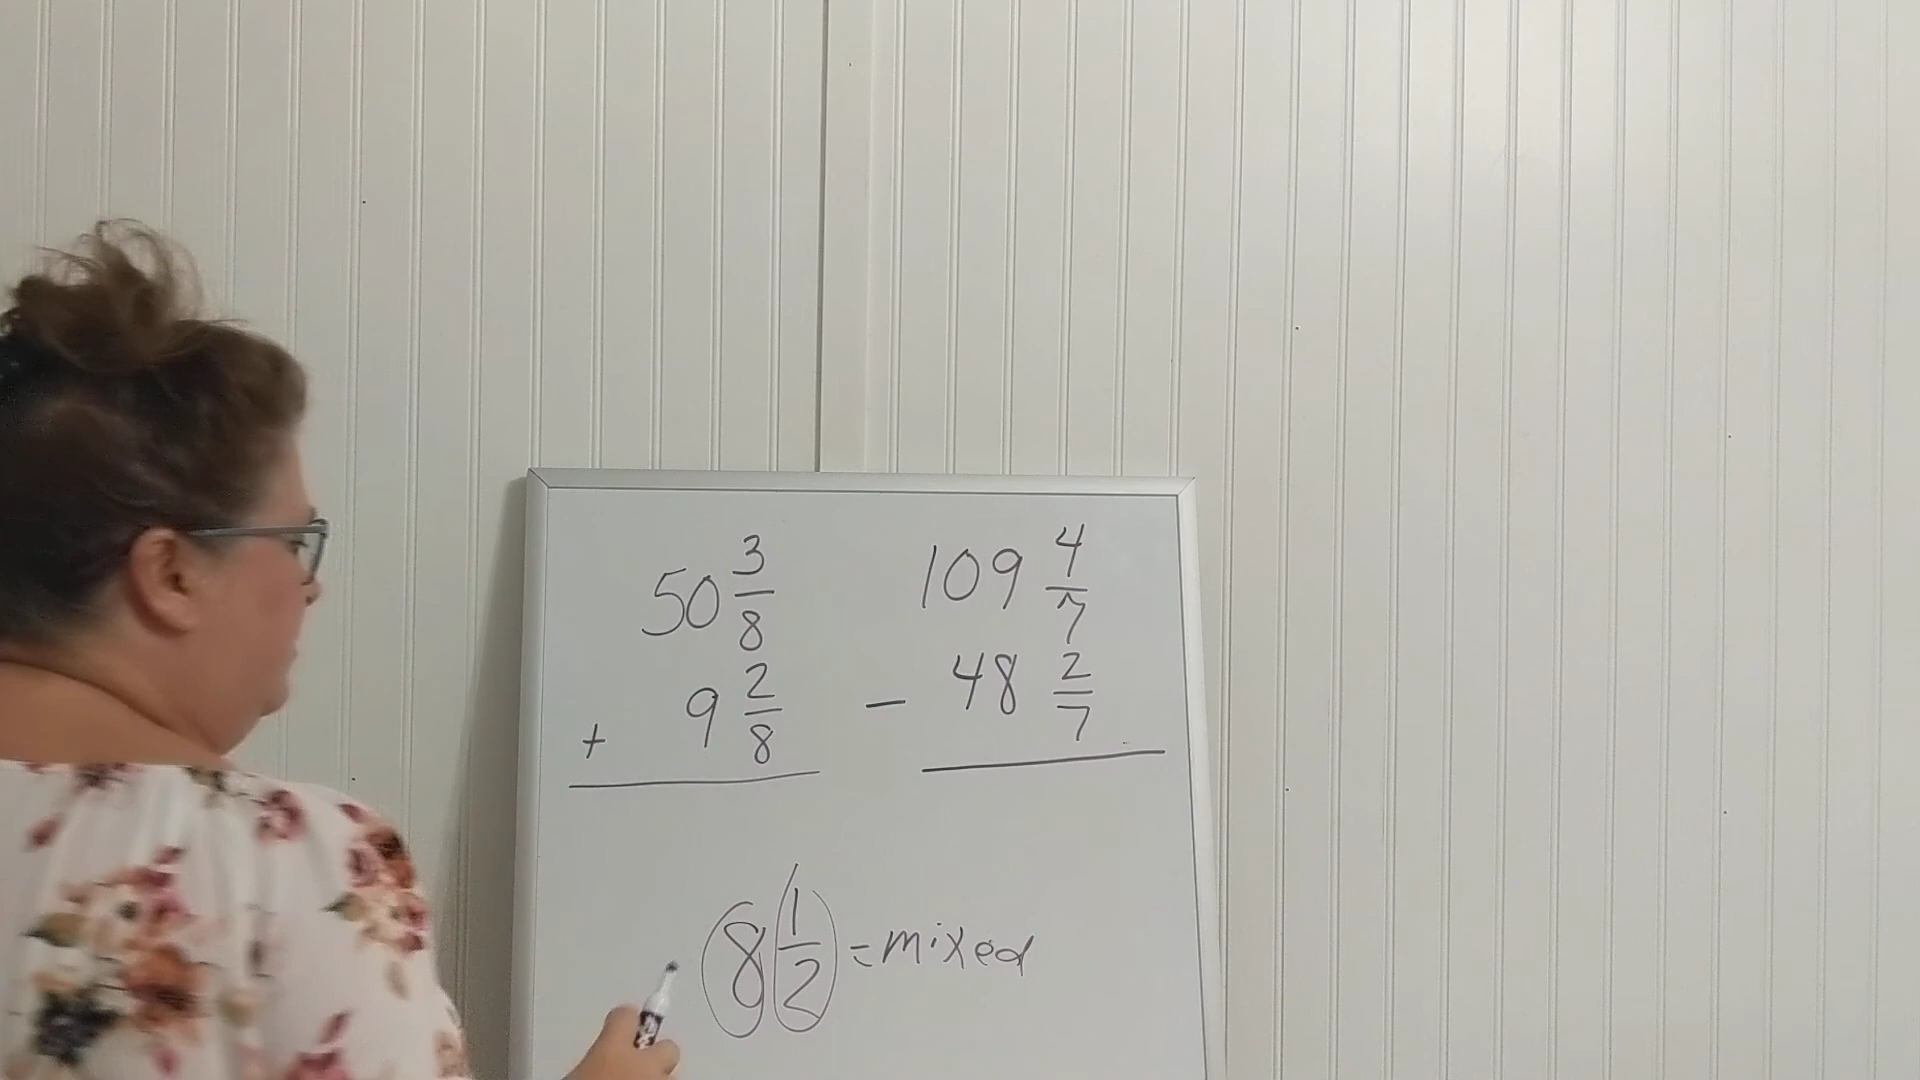 50 3/8
+ 9 2/8
109 4/7
- 48 2/7
8 1/2 = mixed